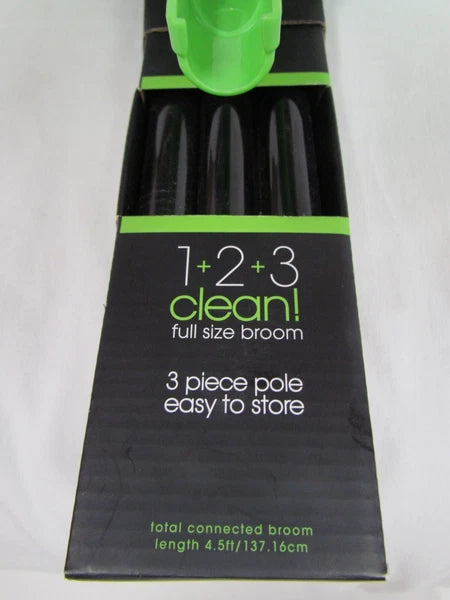 1+2+3
clean!
full size broom
3 piece pole
easy to store
total connected broom
length 4.5ft/137.16cm